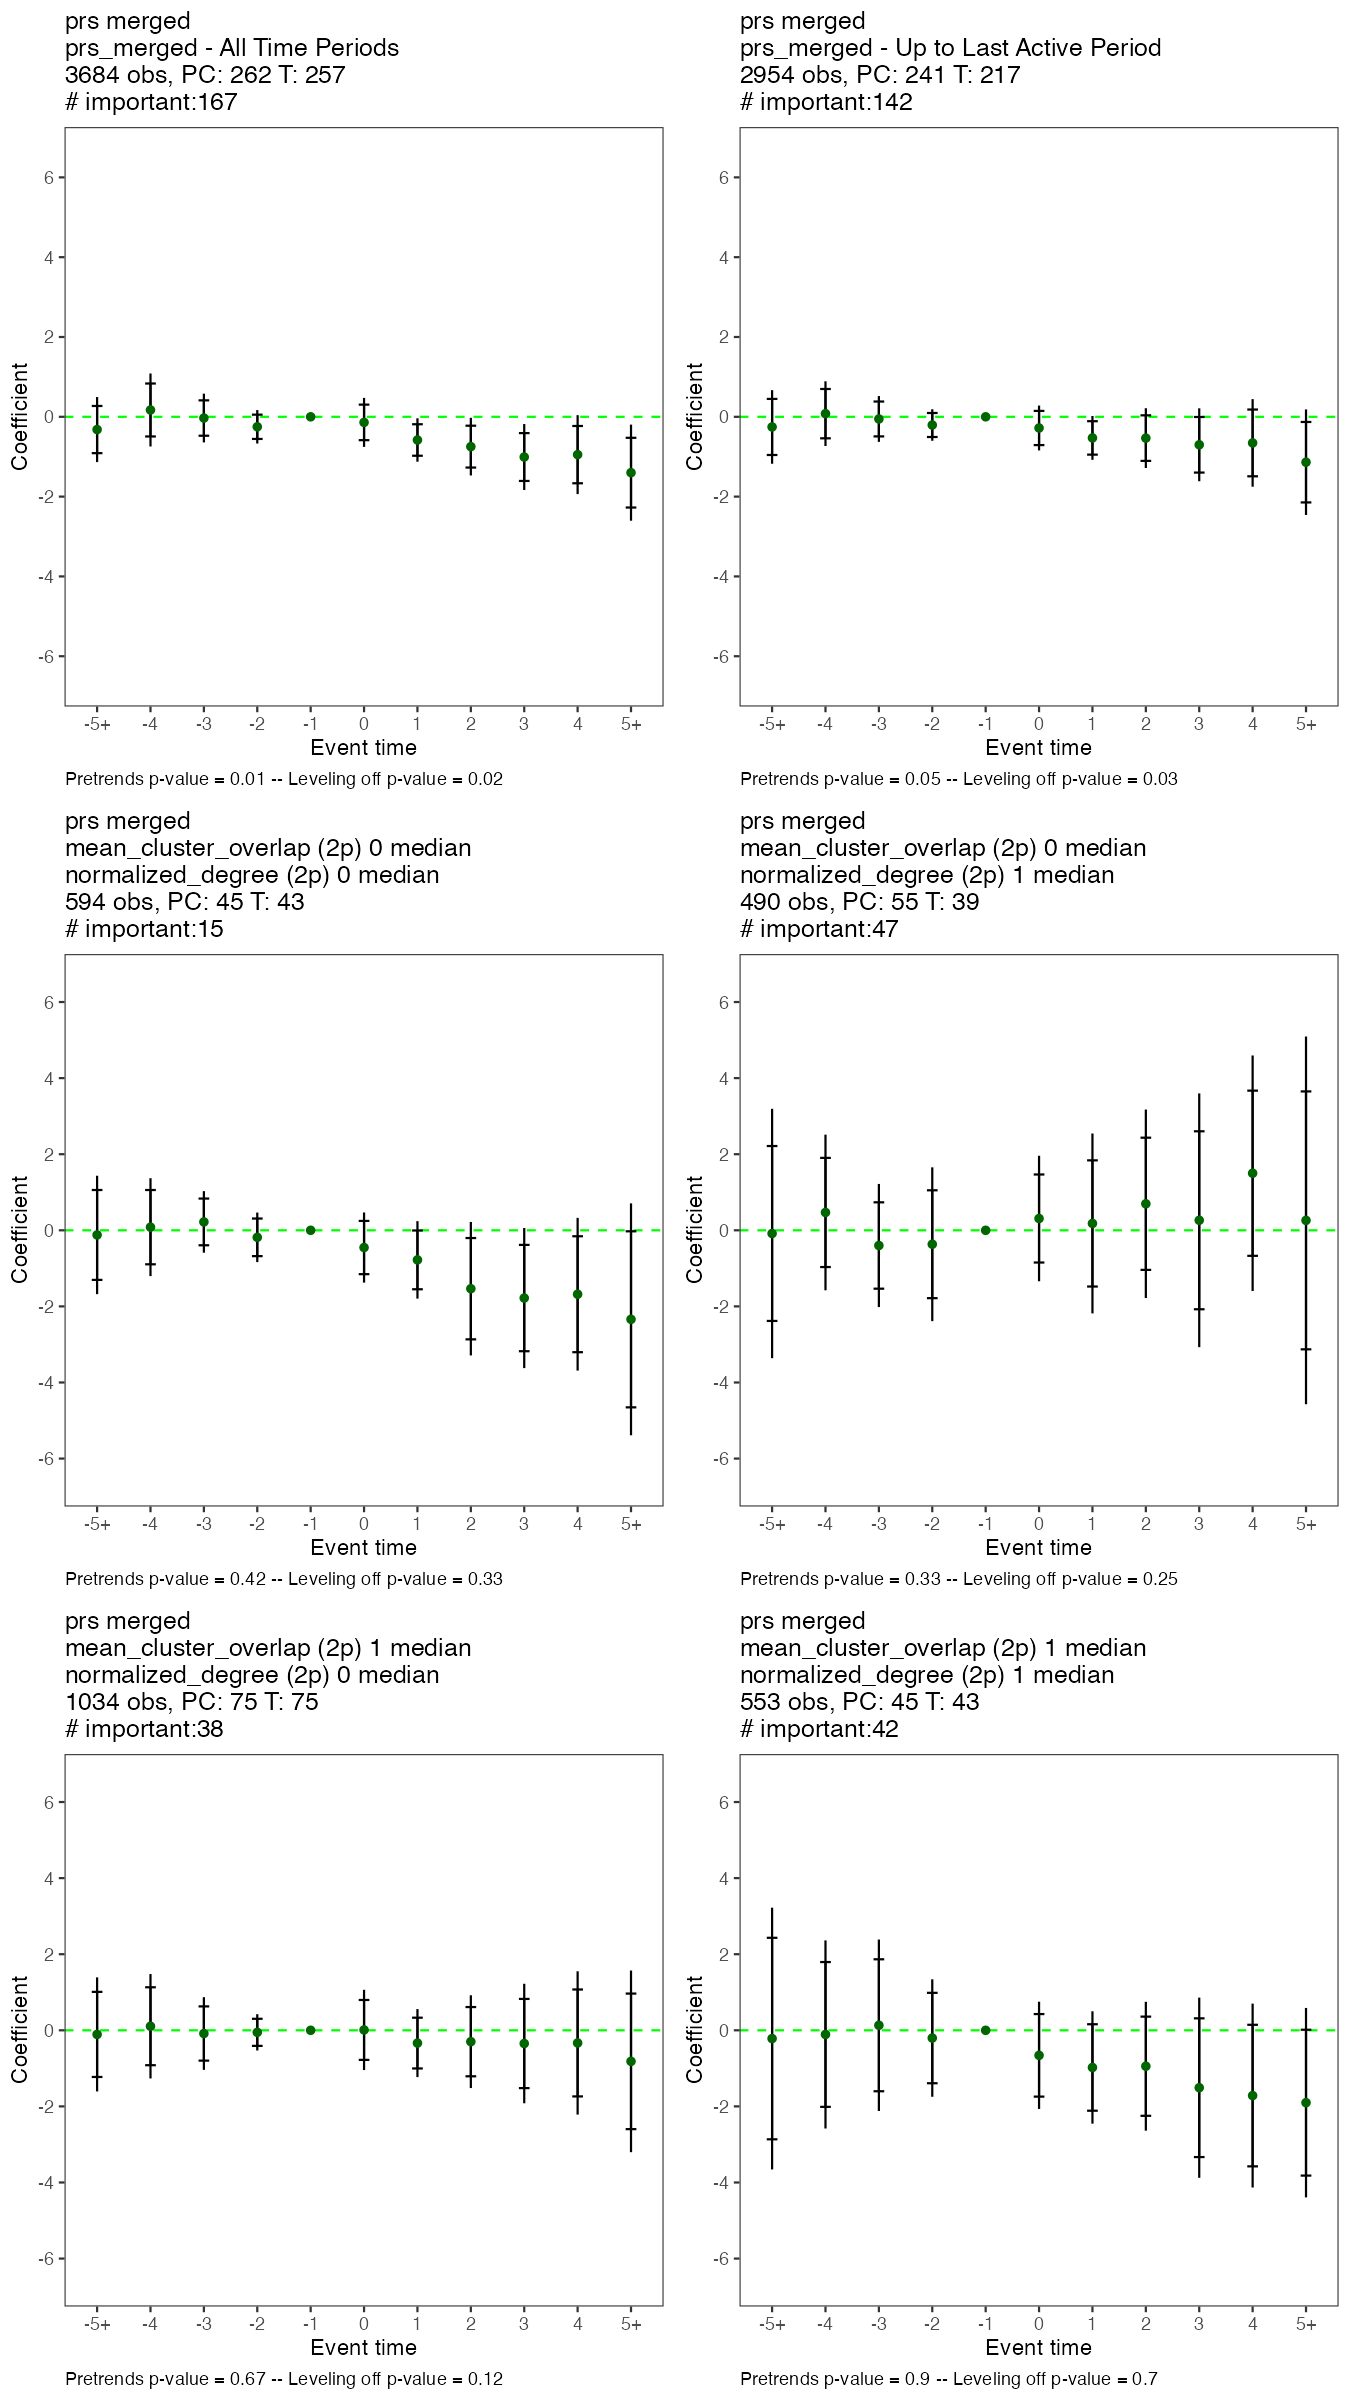 prs merged
prs_merged - All Time Periods
3684 obs, PC: 262 T: 257
# important:167
Coefficient
6
4
2
0
-2
-4
-6
-5+ -4 -3 -2 -1 0 1 2 3 4 5+
Event time
Pretrends p-value = 0.01 -- Leveling off p-value = 0.02
prs merged
prs_merged - Up to Last Active Period
2954 obs, PC: 241 T: 217
# important:142
Coefficient
6
4
2
0
-2
-4
-6
-5+ -4 -3 -2 -1 0 1 2 3 4 5+
Event time
Pretrends p-value = 0.05 -- Leveling off p-value = 0.03
prs merged
mean_cluster_overlap (2p) 0 median
normalized_degree (2p) 0 median
594 obs, PC: 45 T: 43
# important:15
Coefficient
6
4
2
0
-2
-4
-6
-5+ -4 -3 -2 -1 0 1 2 3 4 5+
Event time
Pretrends p-value = 0.42 -- Leveling off p-value = 0.33
prs merged
mean_cluster_overlap (2p) 0 median
normalized_degree (2p) 1 median
490 obs, PC: 55 T: 39
# important:47
Coefficient
6
4
2
0
-2
-4
-6
-5+ -4 -3 -2 -1 0 1 2 3 4 5+
Event time
Pretrends p-value = 0.33 -- Leveling off p-value = 0.25
prs merged
mean_cluster_overlap (2p) 1 median
normalized_degree (2p) 0 median
1034 obs, PC: 75 T: 75
# important:38
Coefficient
6
4
2
0
-2
-4
-6
-5+ -4 -3 -2 -1 0 1 2 3 4 5+
Event time
Pretrends p-value = 0.67 -- Leveling off p-value = 0.12
prs merged
mean_cluster_overlap (2p) 1 median
normalized_degree (2p) 1 median
553 obs, PC: 45 T: 43
# important:42
Coefficient
6
4
2
0
-2
-4
-6
-5+ -4 -3 -2 -1 0 1 2 3 4 5+
Event time
Pretrends p-value = 0.9 -- Leveling off p-value = 0.7